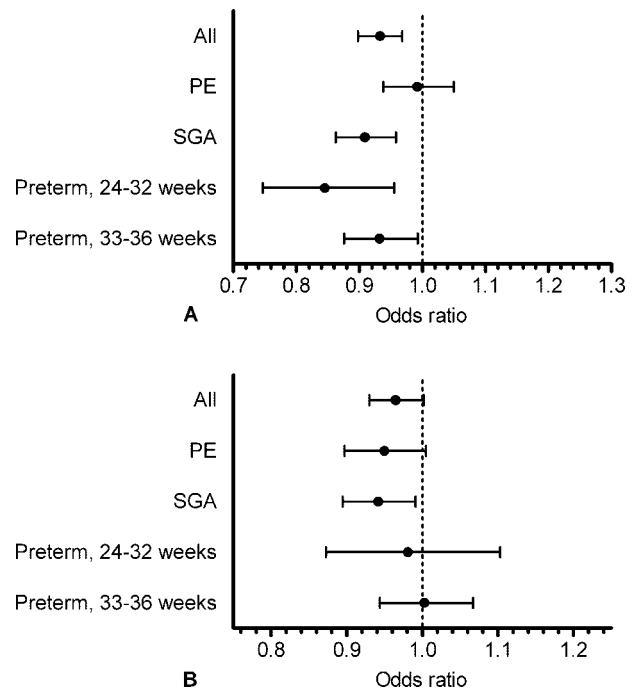 All
PE
SGA
Preterm, 24-32 weeks
Preterm, 33-36 weeks
0.7 0.8 0.9 1.0 1.1 1.2 1.3
A Odds ratio
All
PE
SGA
Preterm, 24-32 weeks
Preterm, 33-36 weeks
0.8 0.9 1.0 1.1 1.2
B Odds ratio